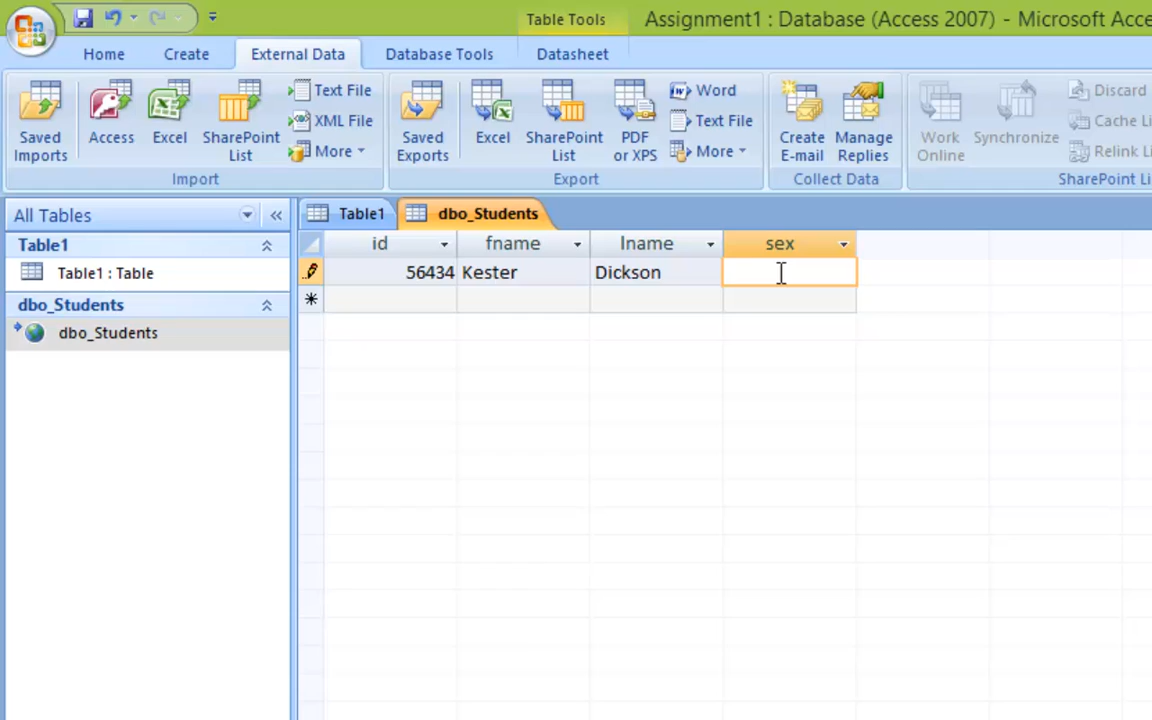 Table Tools
Assignment1 : Database (Access 2007) - Microsoft Acce
Home
Create
External Data
Database Tools
Datasheet
Saved Imports
Access
Excel
SharePoint List
Text File
XML File
More
Import
Saved Exports
Excel
SharePoint List
PDF or XPS
Word
Text File
More
Export
Create E-mail
Manage Replies
Collect Data
Work Online
Synchronize
Discard
Cache Li
Relink L
SharePoint Li
All Tables
Table1
Table1 : Table
dbo_Students
dbo_Students
Table1
dbo_Students
id
fname
lname
sex
56434
Kester
Dickson